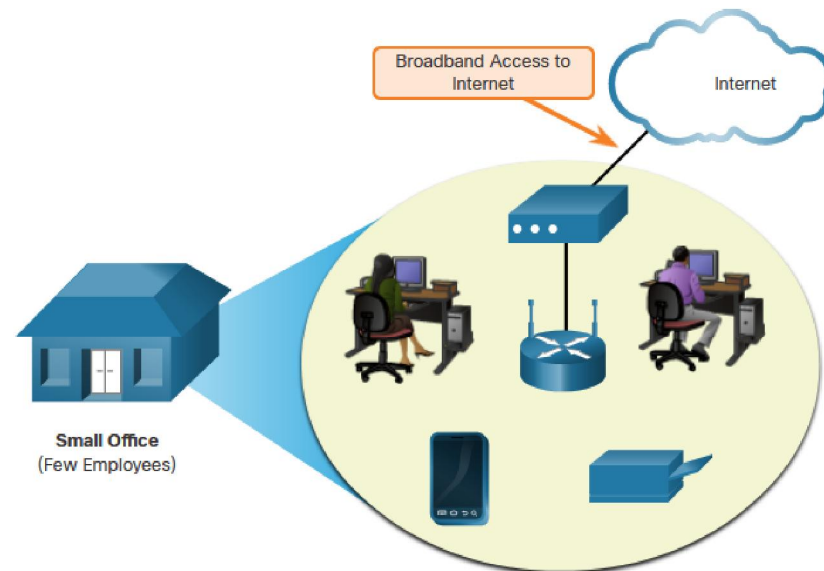 Broadband Access to
Internet
Internet
Small Office
(Few Employees)